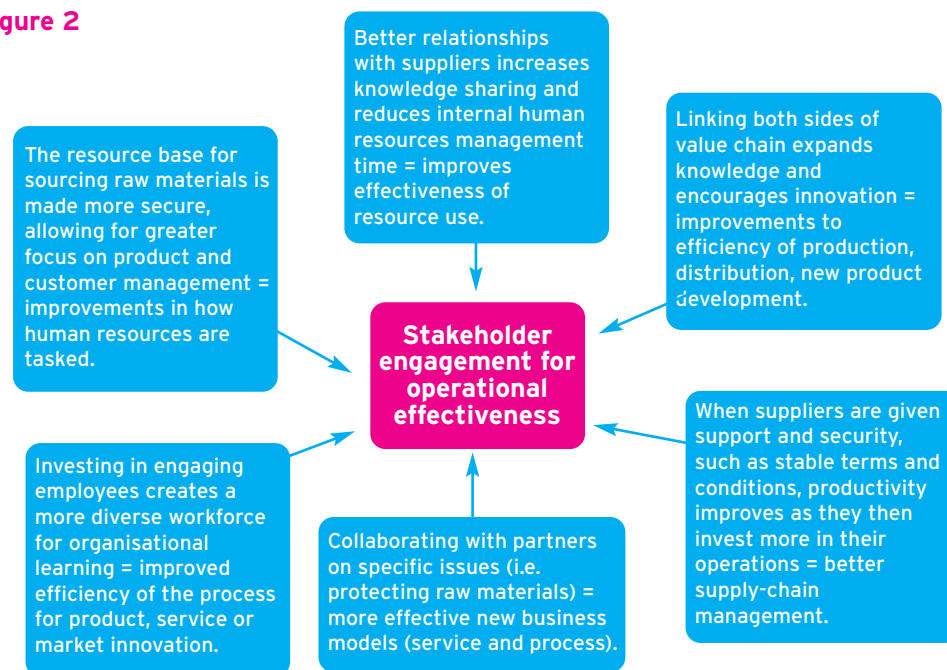 gure 2
Better relationships
with suppliers increases
knowledge sharing and
reduces internal human
resources management
time = improves
effectiveness of
resource use.
Linking both sides of
value chain expands
knowledge and
encourages innovation =
improvements to
efficiency of production,
distribution, new product
development.
The resource base for
sourcing raw materials is
made more secure,
allowing for greater
focus on product and
customer management =
improvements in how
human resources are
tasked.
Stakeholder
engagement for
operational
effectiveness
When suppliers are given
support and security,
such as stable terms and
conditions, productivity
improves as they then
invest more in their
operations = better
supply-chain
management.
Investing in engaging
employees creates a
more diverse workforce
for organisational
learning = improved
efficiency of the process
for product, service or
market innovation.
Collaborating with partners
on specific issues (i.e.
protecting raw materials) =
more effective new business
models (service and process).